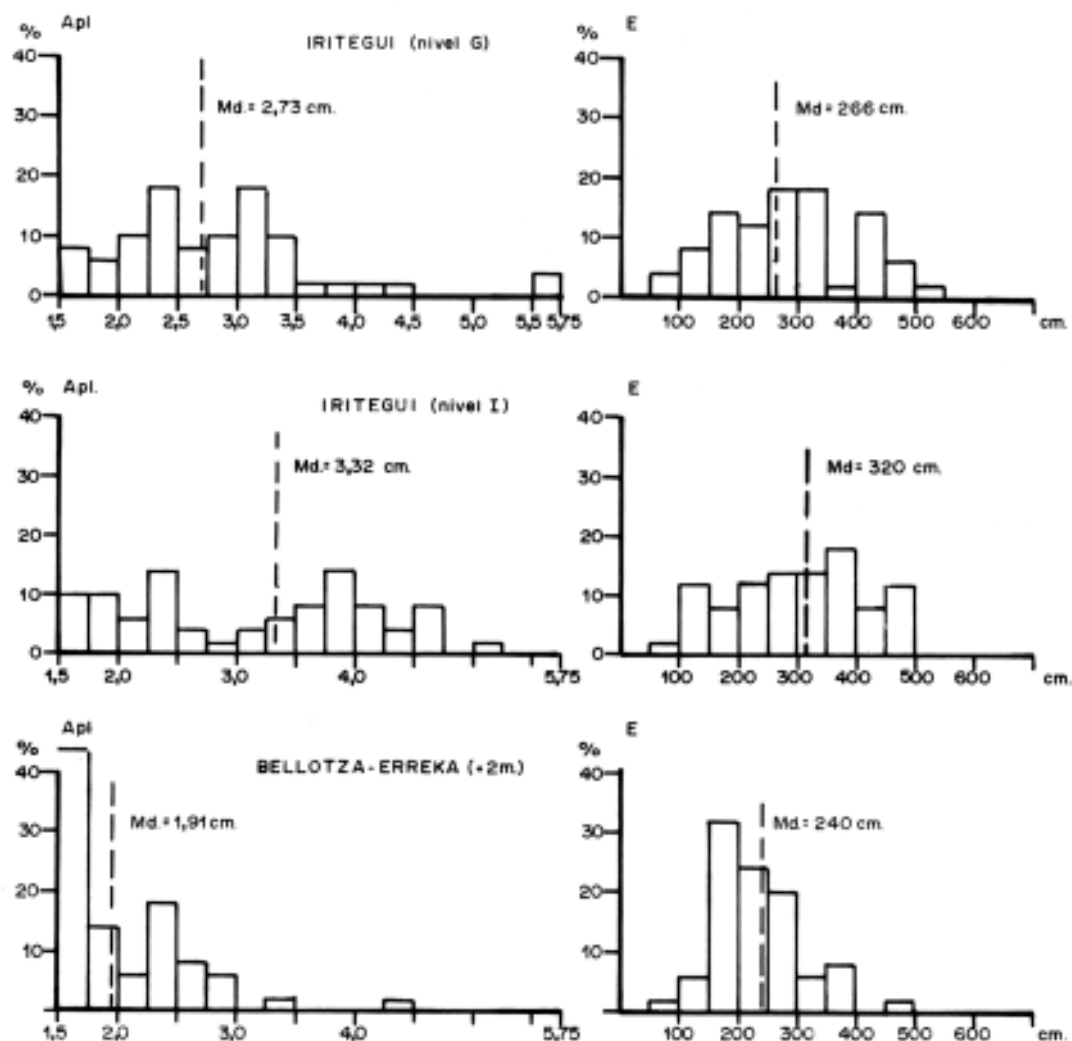 % Apl
IRITEGUI (nivel G)
40
30
20
10
0
Md.= 2,73 cm.
1,5 2,0 2,5 3,0 3,5 4,0 4,5 5,0 5,5 5,75
% E
40
30
20
10
0
Md= 266 cm.
100 200 300 400 500 600 cm.
% Apl.
IRITEGUI (nivel I)
40
30
20
10
0
Md.= 3,32 cm.
1,5 2,0 3,0 4,0 5,75
% E
40
30
20
10
0
Md= 320 cm.
100 200 300 400 500 600 cm.
% Apl
BELLOTZA-ERREKA (+2m.)
40
30
20
10
Md.= 1,91 cm.
1,5 2,0 3,0 4,0 5,75
% E
40
30
20
10
Md= 240 cm.
100 200 300 400 500 600 cm.